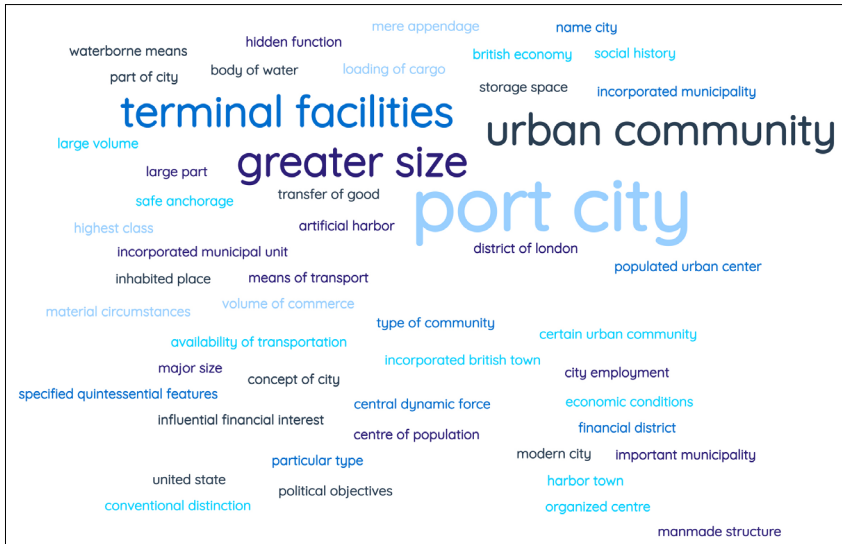 mere appendage
name city
hidden function
waterborne means
british economy
social history
part of city
body of water
loading of cargo
storage space
incorporated municipality
terminal facilities
urban community
large volume
greater size
large part
port city
safe anchorage
transfer of good
highest class
artificial harbor
incorporated municipal unit
district of london
populated urban center
inhabited place
means of transport
material circumstances
volume of commerce
type of community
availability of transportation
certain urban community
incorporated british town
major size
concept of city
city employment
specified quintessential features
central dynamic force
economic conditions
influential financial interest
financial district
centre of population
particular type
modern city
important municipality
united state
political objectives
harbor town
conventional distinction
organized centre
manmade structure